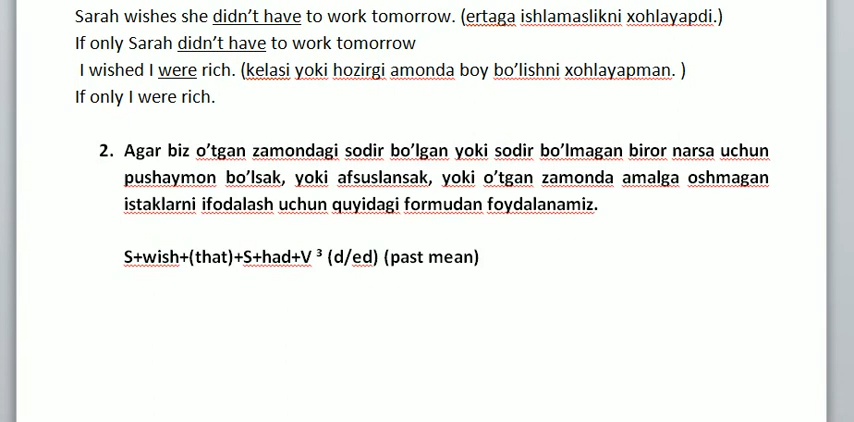 Sarah wishes she didn’t have to work tomorrow. (ertaga ishlamaslikni xohlayapdi.)
If only Sarah didn’t have to work tomorrow
I wished I were rich. (kelasi yoki hozirgi amonda boy bo’lishni xohlayapman. )
If only I were rich.
2. Agar biz o’tgan zamondagi sodir bo’lgan yoki sodir bo’lmagan biror narsa uchun
pushaymon bo’lsak, yoki afsuslansak, yoki o’tgan zamonda amalga oshmagan
istaklarni ifodalash uchun quyidagi formudan foydalanamiz.
S+wish+(that)+S+had+V ³ (d/ed) (past mean)